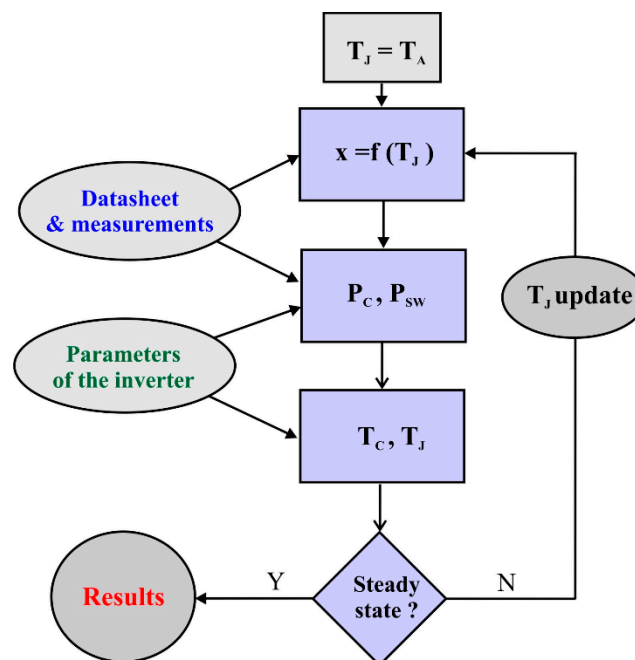 T_J = T_A
x =f (T_J )
Datasheet
& measurements
P_C , P_SW
T_J update
Parameters
of the inverter
T_C , T_J
Steady
state ?
Y
N
Results